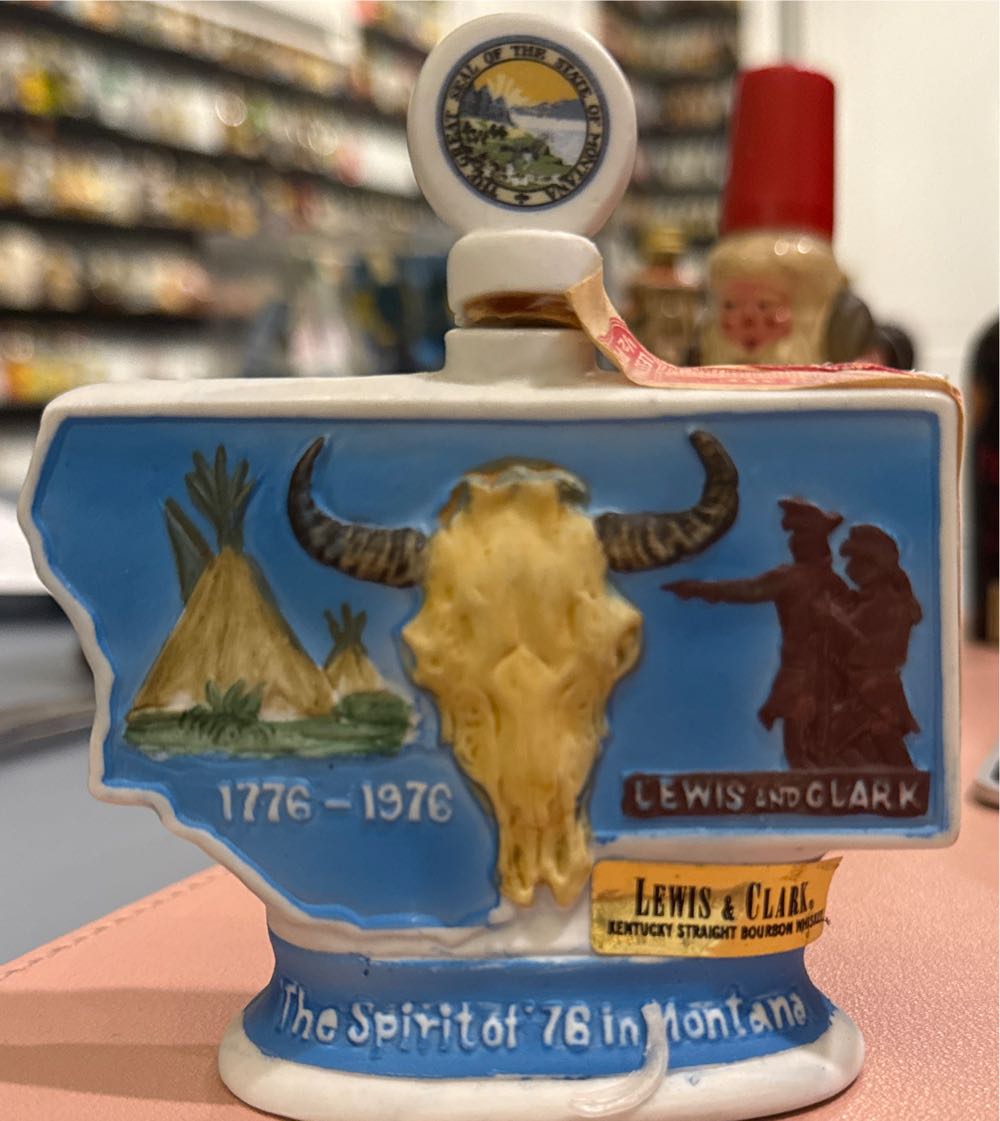 THE GREAT SEAL OF THE STATE OF MONTANA
1776 – 1976
LEWIS AND CLARK
LEWIS & CLARK®
KENTUCKY STRAIGHT BOURBON WHISKEY
The Spirit of '76 in Montana